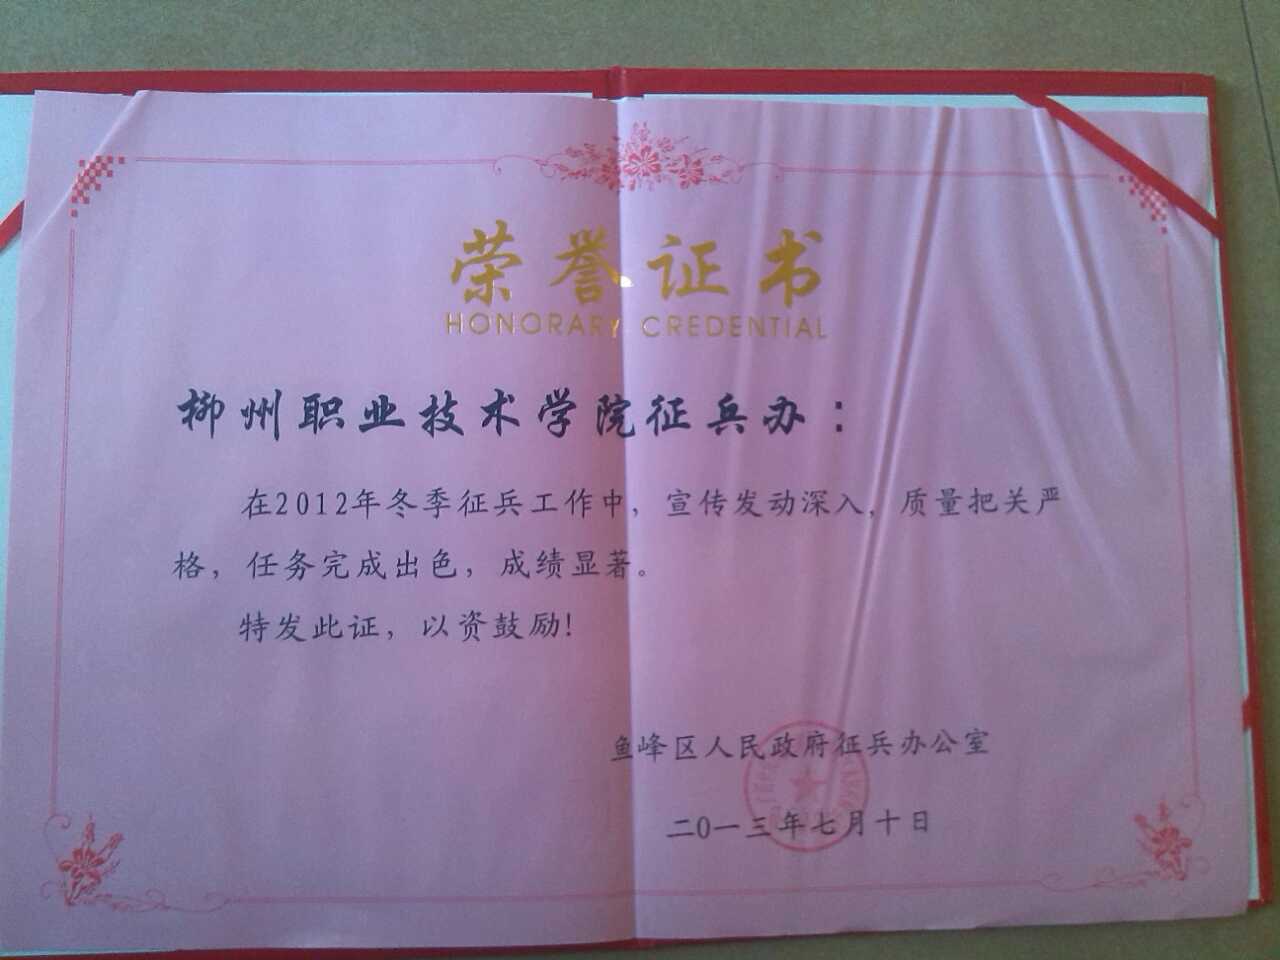 荣誉证书
HONORARY CREDENTIAL
柳州职业技术学院征兵办：
在2012年冬季征兵工作中，宣传发动深入，质量把关严
格，任务完成出色，成绩显著。
特发此证，以资鼓励!
鱼峰区人民政府征兵办公室
二0一三年七月十日